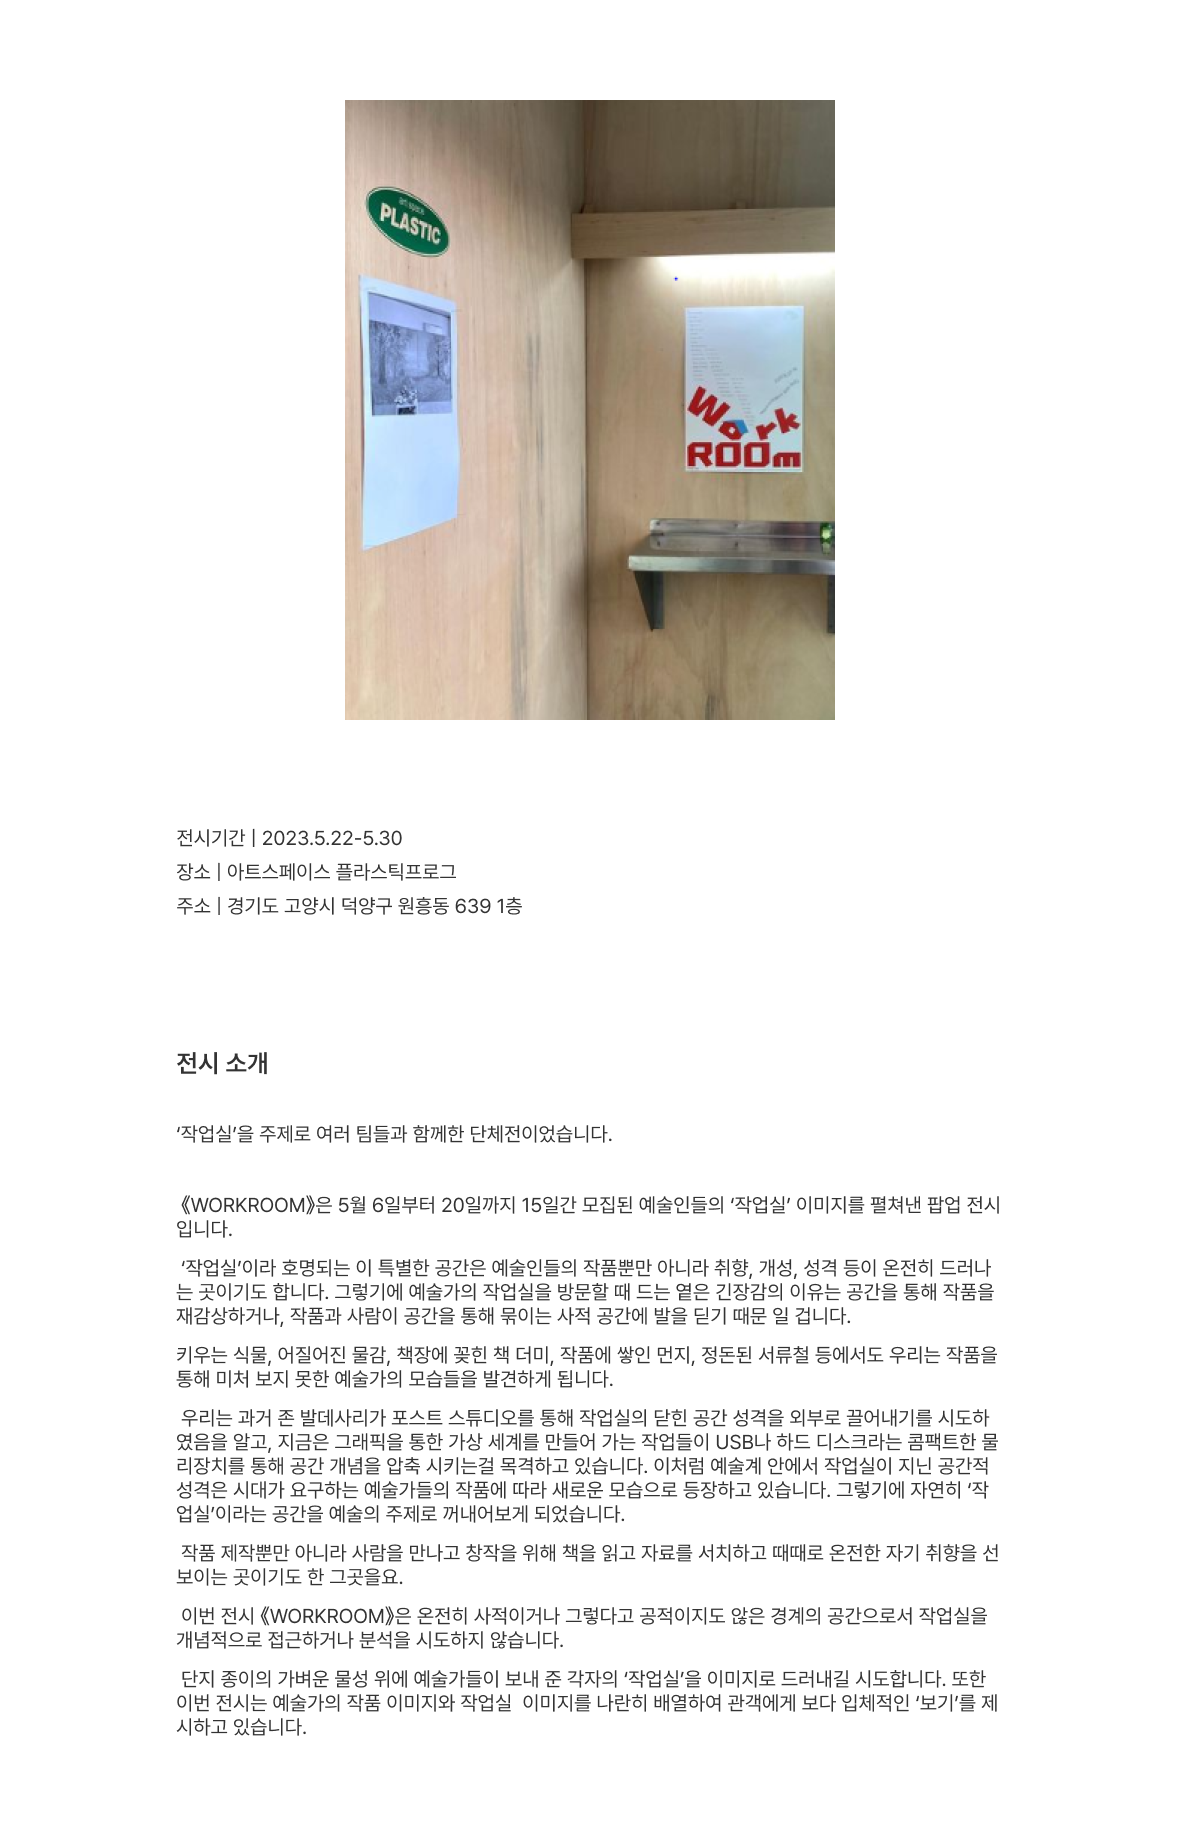 art space
PLASTIC
Work
ROOm
전시기간 | 2023.5.22-5.30
장소 | 아트스페이스 플라스틱프로그
주소 | 경기도 고양시 덕양구 원흥동 639 1층
전시 소개
‘작업실’을 주제로 여러 팀들과 함께한 단체전이었습니다.
《WORKROOM》은 5월 6일부터 20일까지 15일간 모집된 예술인들의 ‘작업실’ 이미지를 펼쳐낸 팝업 전시
입니다.
‘작업실’이라 호명되는 이 특별한 공간은 예술인들의 작품뿐만 아니라 취향, 개성, 성격 등이 온전히 드러나
는 곳이기도 합니다. 그렇기에 예술가의 작업실을 방문할 때 드는 옅은 긴장감의 이유는 공간을 통해 작품을
재감상하거나, 작품과 사람이 공간을 통해 묶이는 사적 공간에 발을 딛기 때문 일 겁니다.
키우는 식물, 어질어진 물감, 책장에 꽂힌 책 더미, 작품에 쌓인 먼지, 정돈된 서류철 등에서도 우리는 작품을
통해 미처 보지 못한 예술가의 모습들을 발견하게 됩니다.
우리는 과거 존 발데사리가 포스트 스튜디오를 통해 작업실의 닫힌 공간 성격을 외부로 끌어내기를 시도하
였음을 알고, 지금은 그래픽을 통한 가상 세계를 만들어 가는 작업들이 USB나 하드 디스크라는 콤팩트한 물
리장치를 통해 공간 개념을 압축 시키는걸 목격하고 있습니다. 이처럼 예술계 안에서 작업실이 지닌 공간적
성격은 시대가 요구하는 예술가들의 작품에 따라 새로운 모습으로 등장하고 있습니다. 그렇기에 자연히 ‘작
업실’이라는 공간을 예술의 주제로 꺼내어보게 되었습니다.
작품 제작뿐만 아니라 사람을 만나고 창작을 위해 책을 읽고 자료를 서치하고 때때로 온전한 자기 취향을 선
보이는 곳이기도 한 그곳을요.
이번 전시 《WORKROOM》은 온전히 사적이거나 그렇다고 공적이지도 않은 경계의 공간으로서 작업실을
개념적으로 접근하거나 분석을 시도하지 않습니다.
단지 종이의 가벼운 물성 위에 예술가들이 보내 준 각자의 ‘작업실’을 이미지로 드러내길 시도합니다. 또한
이번 전시는 예술가의 작품 이미지와 작업실  이미지를 나란히 배열하여 관객에게 보다 입체적인 ‘보기’를 제
시하고 있습니다.